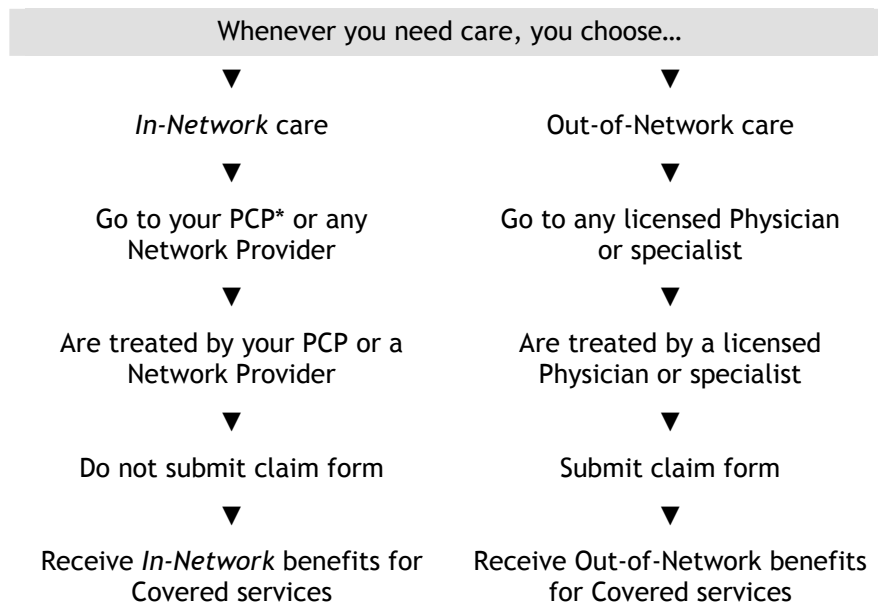 Whenever you need care, you choose…
▼ ▼
In-Network care Out-of-Network care
▼ ▼
Go to your PCP* or any Go to any licensed Physician
Network Provider or specialist
▼ ▼
Are treated by your PCP or a Are treated by a licensed
Network Provider Physician or specialist
▼ ▼
Do not submit claim form Submit claim form
▼ ▼
Receive In-Network benefits for Receive Out-of-Network benefits
Covered services for Covered services